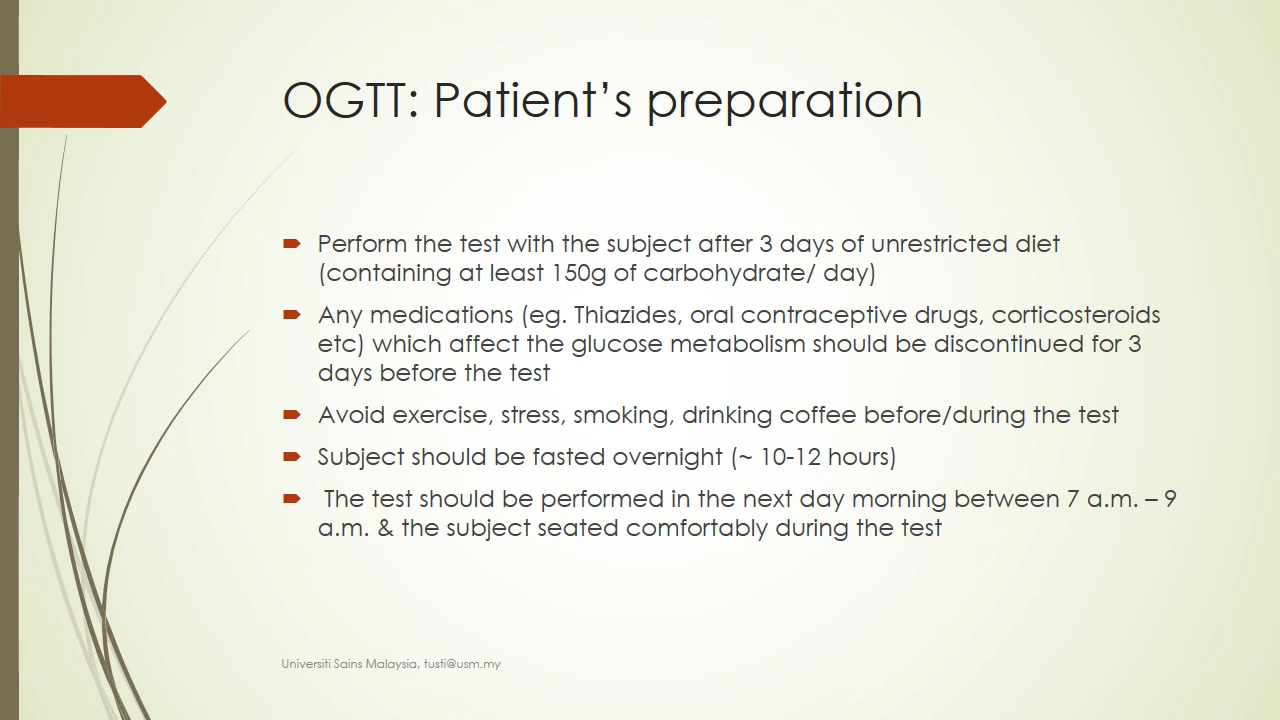 OGTT: Patient’s preparation
Perform the test with the subject after 3 days of unrestricted diet
(containing at least 150g of carbohydrate/ day)
Any medications (eg. Thiazides, oral contraceptive drugs, corticosteroids
etc) which affect the glucose metabolism should be discontinued for 3
days before the test
Avoid exercise, stress, smoking, drinking coffee before/during the test
Subject should be fasted overnight (~ 10-12 hours)
The test should be performed in the next day morning between 7 a.m. – 9
a.m. & the subject seated comfortably during the test
Universiti Sains Malaysia, tusti@usm.my